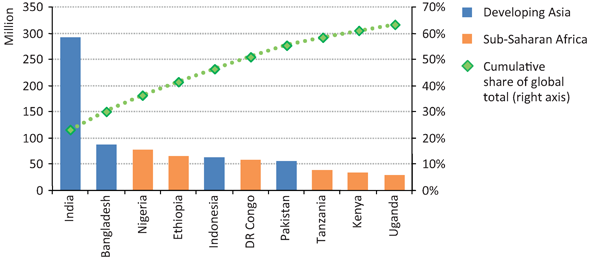 Million
350
300
250
200
150
100
50
0
70%
60%
50%
40%
30%
20%
10%
0%
India
Bangladesh
Nigeria
Ethiopia
Indonesia
DR Congo
Pakistan
Tanzania
Kenya
Uganda
Developing Asia
Sub-Saharan Africa
Cumulative
share of global
total (right axis)